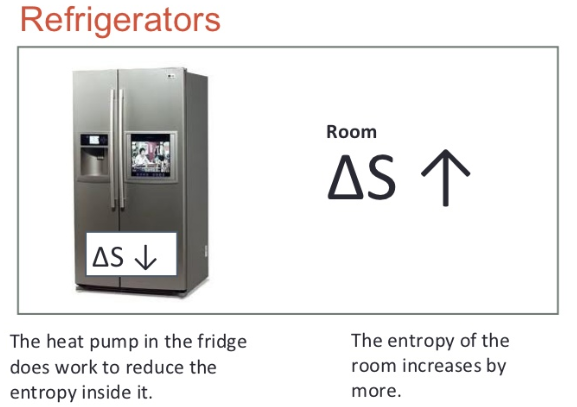 Refrigerators
Room
ΔS ↑
ΔS ↓
The heat pump in the fridge
does work to reduce the
entropy inside it.
The entropy of the
room increases by
more.